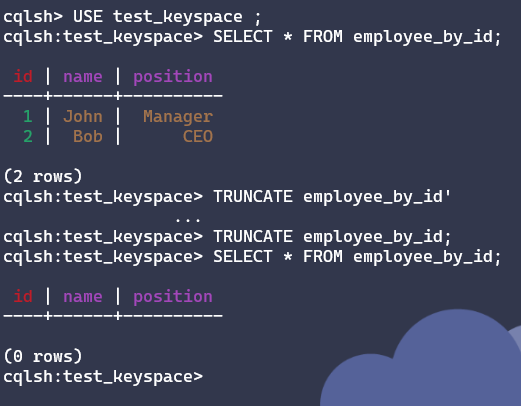 cqlsh> USE test_keyspace ;
cqlsh:test_keyspace> SELECT * FROM employee_by_id;
 id | name | position
----+------+----------
  1 | John |  Manager
  2 |  Bob |      CEO
(2 rows)
cqlsh:test_keyspace> TRUNCATE employee_by_id'
                 ...
cqlsh:test_keyspace> TRUNCATE employee_by_id;
cqlsh:test_keyspace> SELECT * FROM employee_by_id;
 id | name | position
----+------+----------
(0 rows)
cqlsh:test_keyspace>